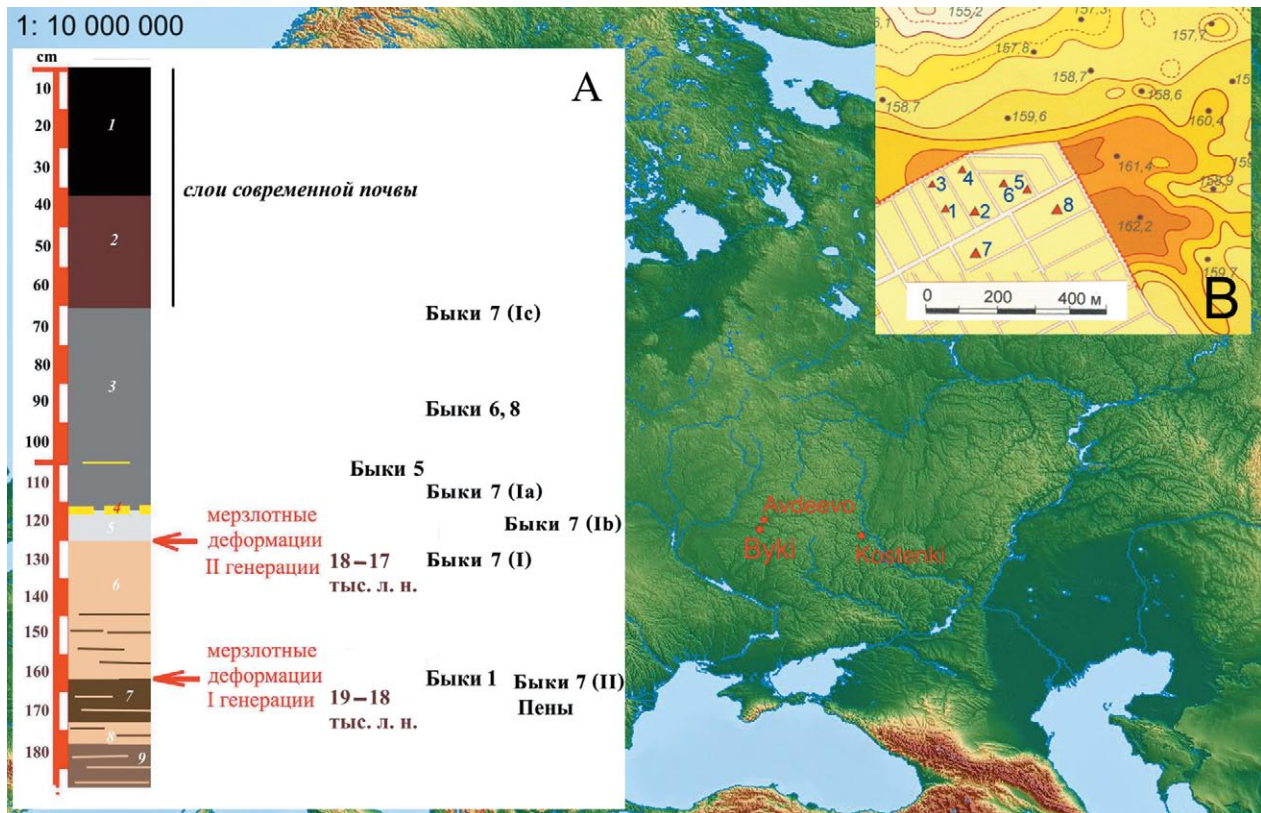 1: 10 000 000
A
cm
10
20
30
40
50
60
70
80
90
100
110
120
130
140
150
160
170
180
1
2
3
4
5
6
7
8
9
слои современной почвы
Быки 7 (Ic)
Быки 6, 8
Быки 5
Быки 7 (Ia)
Быки 7 (Ib)
мерзлотные
деформации
II генерации
18–17
тыс. л. н.
Быки 7 (I)
мерзлотные
деформации
I генерации
19–18
тыс. л. н.
Быки 1
Быки 7 (II)
Пены
Avdeevo
Byki
Kostenki
B
155,2
157,3
157,7
157,8
158,7
158,6
158,7
159,6
160,4
161,4
158,9
162,2
159,7
3
4
5
6
1
2
8
7
0 200 400 м